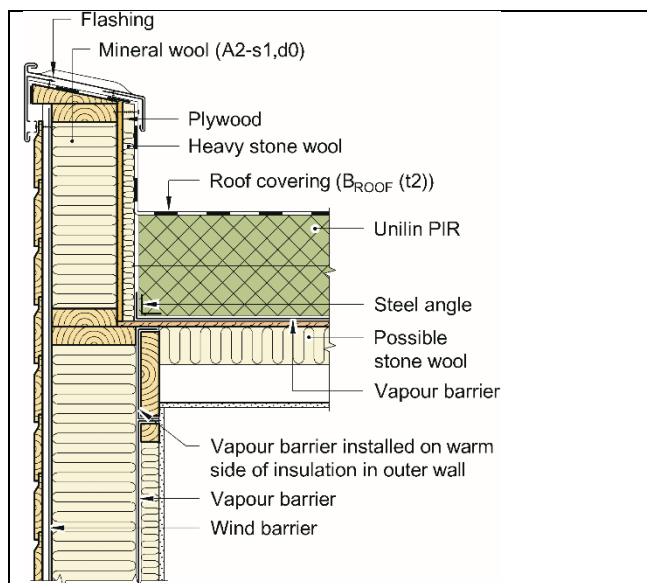 Flashing
Mineral wool (A2-s1,d0)
Plywood
Heavy stone wool
Roof covering (BROOF (t2))
Unilin PIR
Steel angle
Possible
stone wool
Vapour barrier
Vapour barrier installed on warm
side of insulation in outer wall
Vapour barrier
Wind barrier